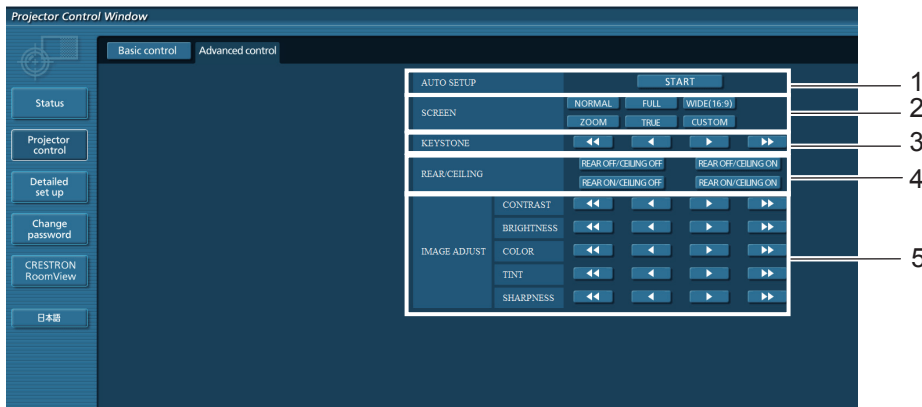 Projector Control Window
Basic control
Advanced control
Status
Projector
control
Detailed
set up
Change
password
CRESTRON
RoomView
日本語
AUTO SETUP
START
1
SCREEN
NORMAL FULL WIDE(16:9)
ZOOM TRUE CUSTOM
2
KEYSTONE
3
REAR/CEILING
REAR OFF/CEILING OFF REAR OFF/CEILING ON
REAR ON/CEILING OFF REAR ON/CEILING ON
4
IMAGE ADJUST
CONTRAST
BRIGHTNESS
COLOR
TINT
SHARPNESS
5